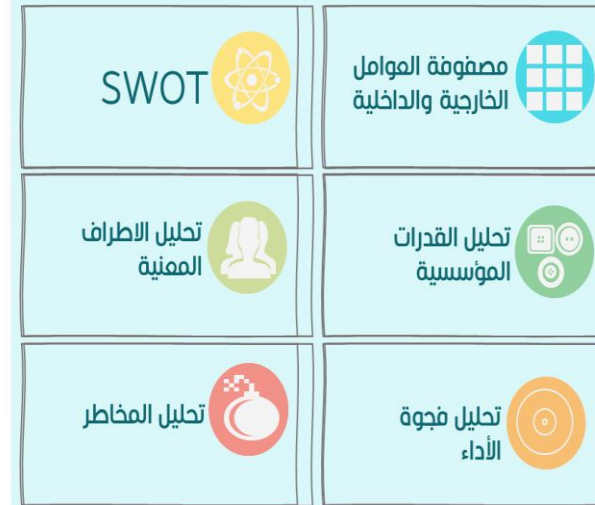 مصفوفة العوامل
الخارجية والداخلية
SWOT
تحليل القدرات
المؤسسية
تحليل الاطراف
المعنية
تحليل فجوة
الأداء
تحليل المخاطر